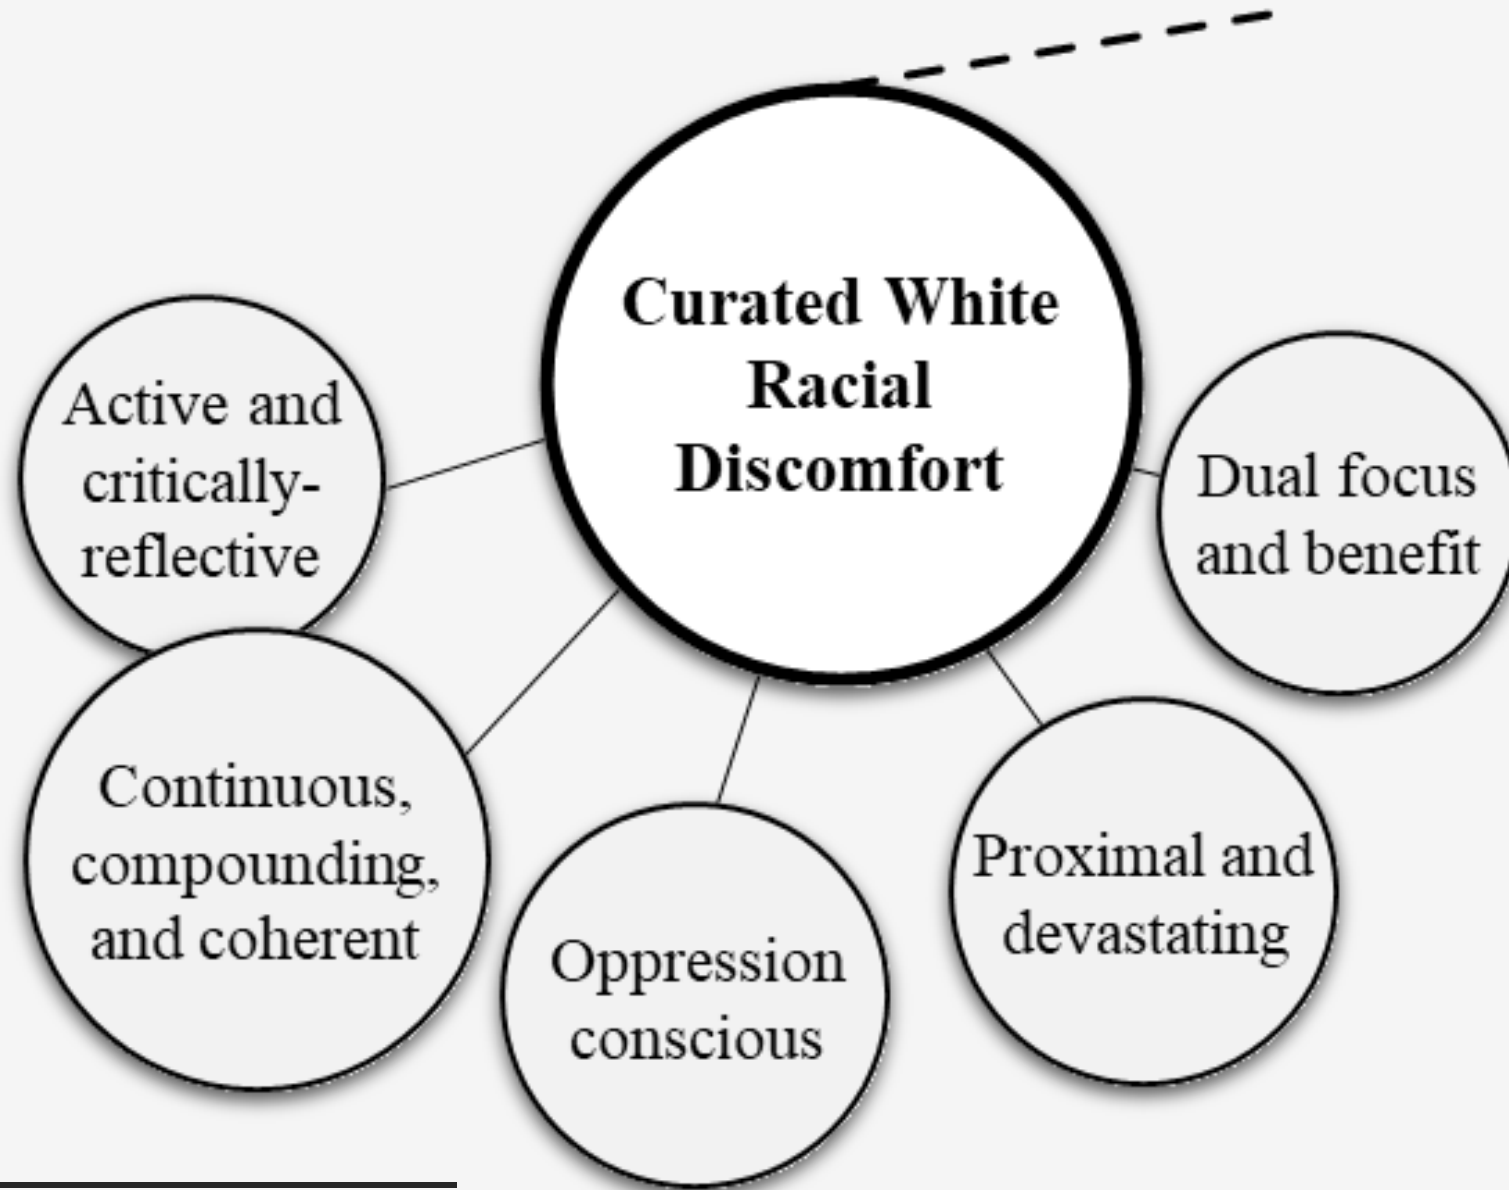 Curated White
Racial
Discomfort
Active and
critically-
reflective
Continuous,
compounding,
and coherent
Oppression
conscious
Proximal and
devastating
Dual focus
and benefit